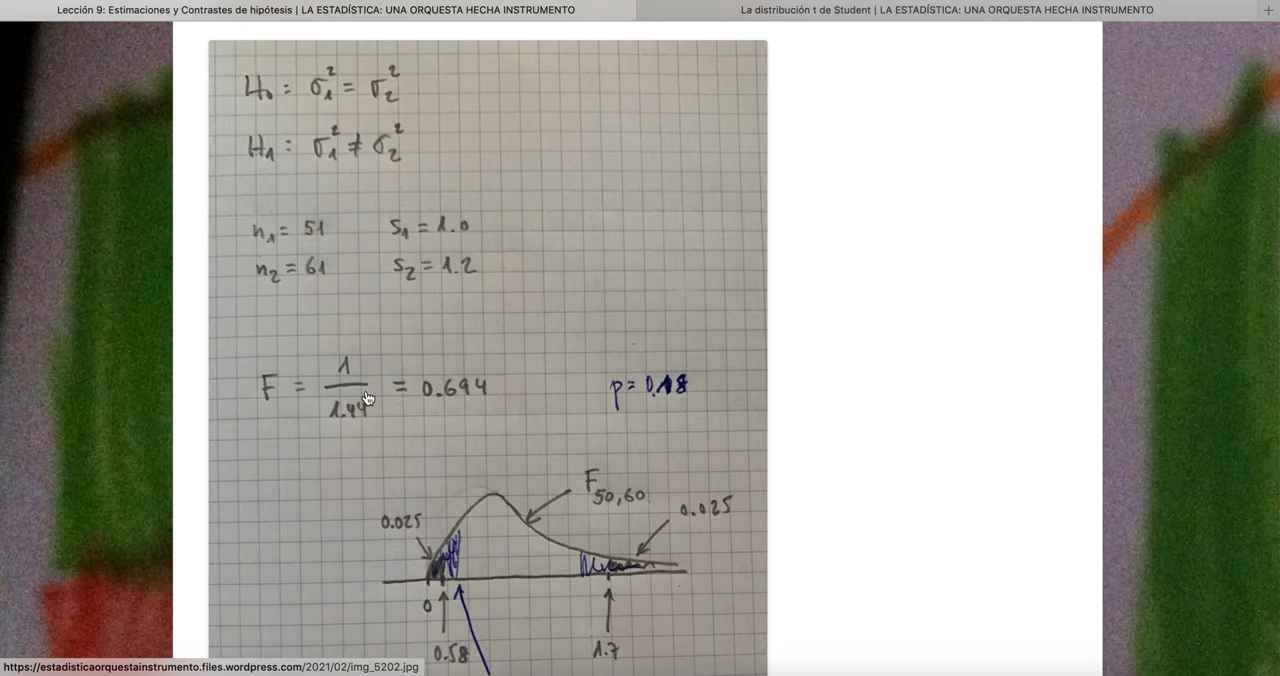 Lección 9: Estimaciones y Contrastes de hipótesis | LA ESTADÍSTICA: UNA ORQUESTA HECHA INSTRUMENTO
La distribución t de Student | LA ESTADÍSTICA: UNA ORQUESTA HECHA INSTRUMENTO
H₀ : σ₁² = σ₂²
H₁ : σ₁² ≠ σ₂²
n₁ = 51 S₁ = 1.0
n₂ = 61 S₂ = 1.2
F = 1/1.44 = 0.694 p = 0.18
F₅₀,₆₀
0.025 0.025
0
0.58 1.7
https://estadisticaorquestainstrumento.files.wordpress.com/2021/02/img_5202.jpg